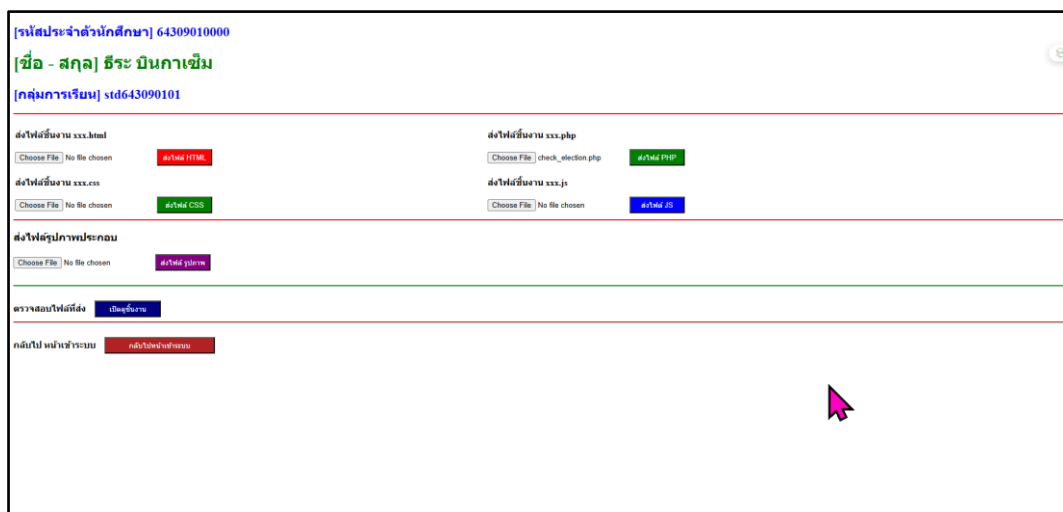 [รหัสประจำตัวนักศึกษา] 64309010000
[ชื่อ - สกุล] ธีระ บินกาเซ็ม
[กลุ่มการเรียน] std643090101
ส่งไฟล์ชิ้นงาน xxx.html
ส่งไฟล์ชิ้นงาน xxx.php
Choose File No file chosen ส่งไฟล์ HTML
Choose File check_election.php ส่งไฟล์ PHP
ส่งไฟล์ชิ้นงาน xxx.css
ส่งไฟล์ชิ้นงาน xxx.js
Choose File No file chosen ส่งไฟล์ CSS
Choose File No file chosen ส่งไฟล์ JS
ส่งไฟล์รูปภาพประกอบ
Choose File No file chosen ส่งไฟล์ รูปภาพ
ตรวจสอบไฟล์ที่ส่ง เปิดดูชิ้นงาน
กลับไป หน้าเข้าระบบ กลับไปหน้าเข้าระบบ